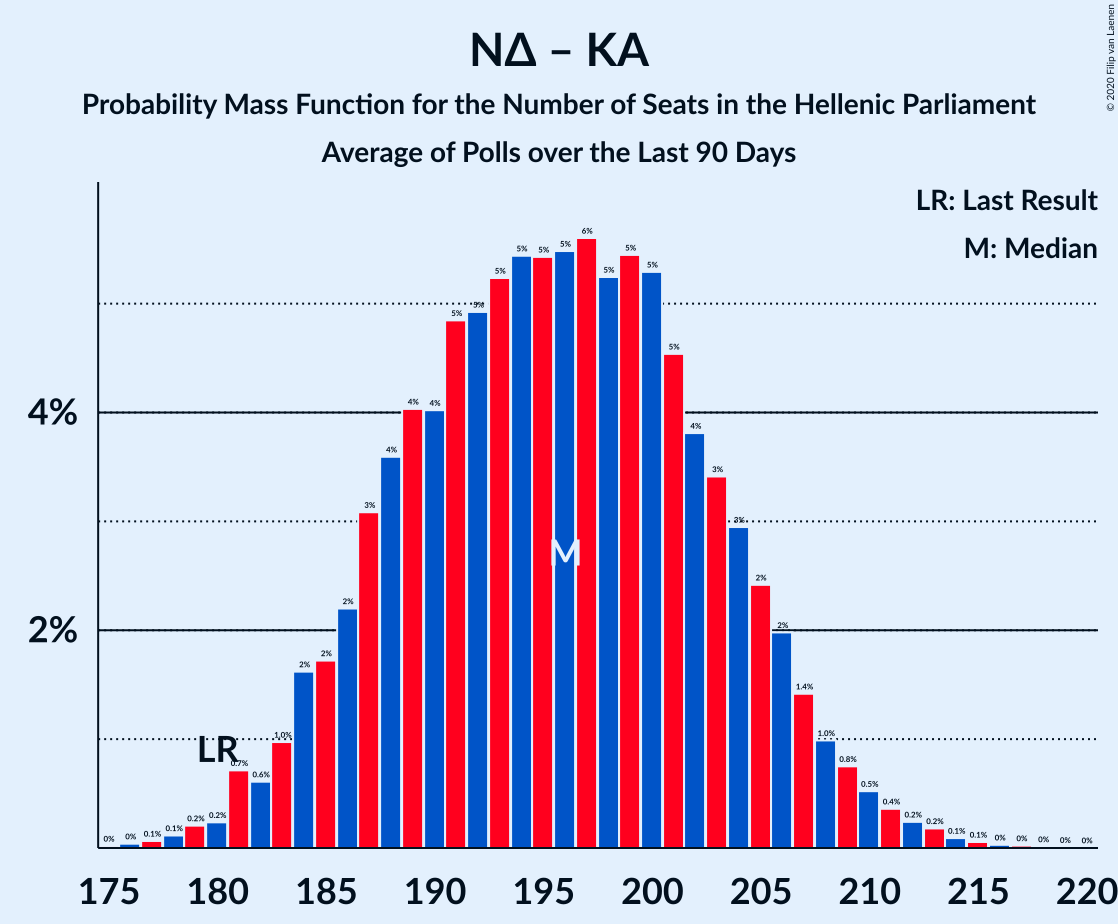 © 2020 Filip van Laenen
ΝΔ – ΚΑ
Probability Mass Function for the Number of Seats in the Hellenic Parliament
Average of Polls over the Last 90 Days
LR: Last Result
M: Median
4%
2%
0% 0% 0.1% 0.1% 0.2% 0.2% 0.7% 0.6% 1.0% 2% 2% 2% 3% 4% 4% 4% 5% 5% 5% 5% 5% 5% 6% 5% 5% 5% 5% 4% 3% 3% 2% 2% 1.4% 1.0% 0.8% 0.5% 0.4% 0.2% 0.2% 0.1% 0.1% 0% 0% 0% 0% 0%
M
LR
175 180 185 190 195 200 205 210 215 220